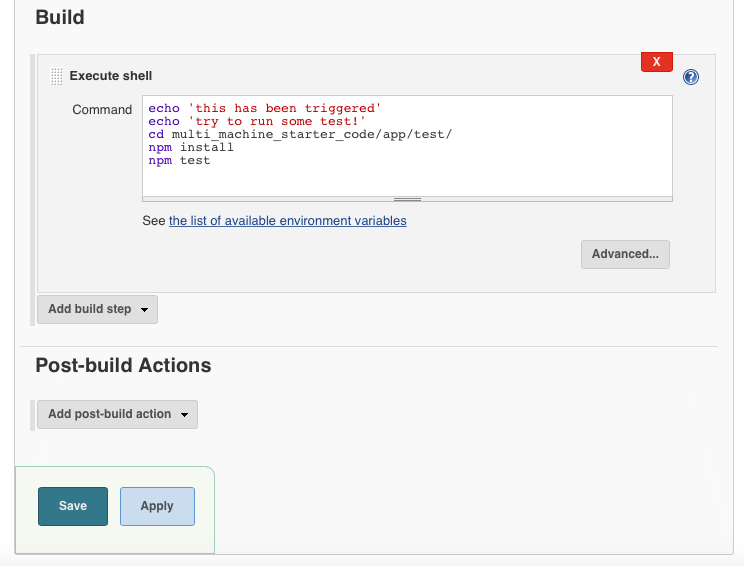 Build
X
Execute shell
?
Command
echo 'this has been triggered'
echo 'try to run some test!'
cd multi_machine_starter_code/app/test/
npm install
npm test
See the list of available environment variables
Advanced...
Add build step
Post-build Actions
Add post-build action
Save Apply